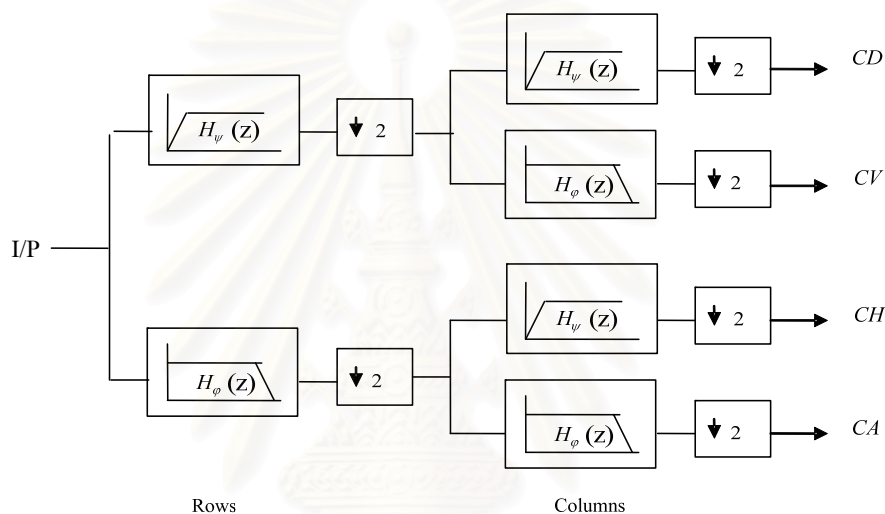 H_ψ (z)
CD
2
H_ψ (z)
2
H_φ (z)
2
CV
I/P
H_ψ (z)
2
CH
H_φ (z)
2
H_φ (z)
2
CA
Rows
Columns